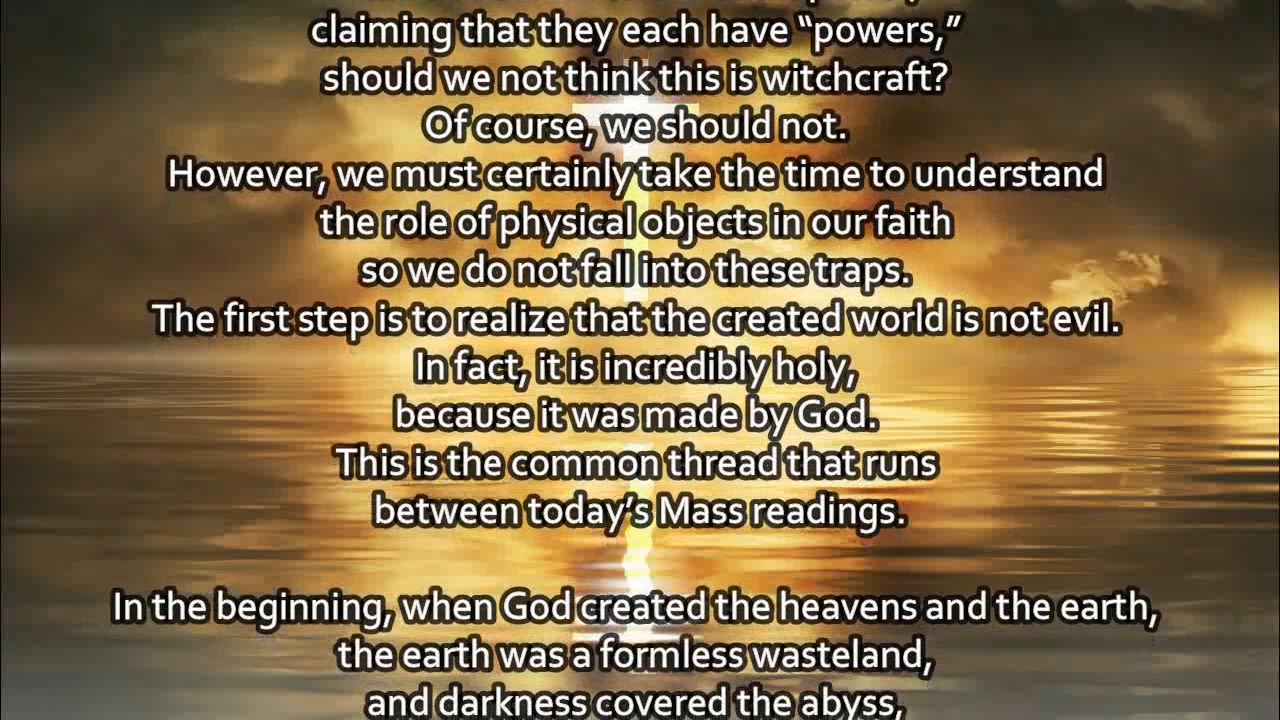 claiming that they each have “powers,”
should we not think this is witchcraft?
Of course, we should not.
However, we must certainly take the time to understand
the role of physical objects in our faith
so we do not fall into these traps.
The first step is to realize that the created world is not evil.
In fact, it is incredibly holy,
because it was made by God.
This is the common thread that runs
between today’s Mass readings.
In the beginning, when God created the heavens and the earth,
the earth was a formless wasteland,
and darkness covered the abyss,